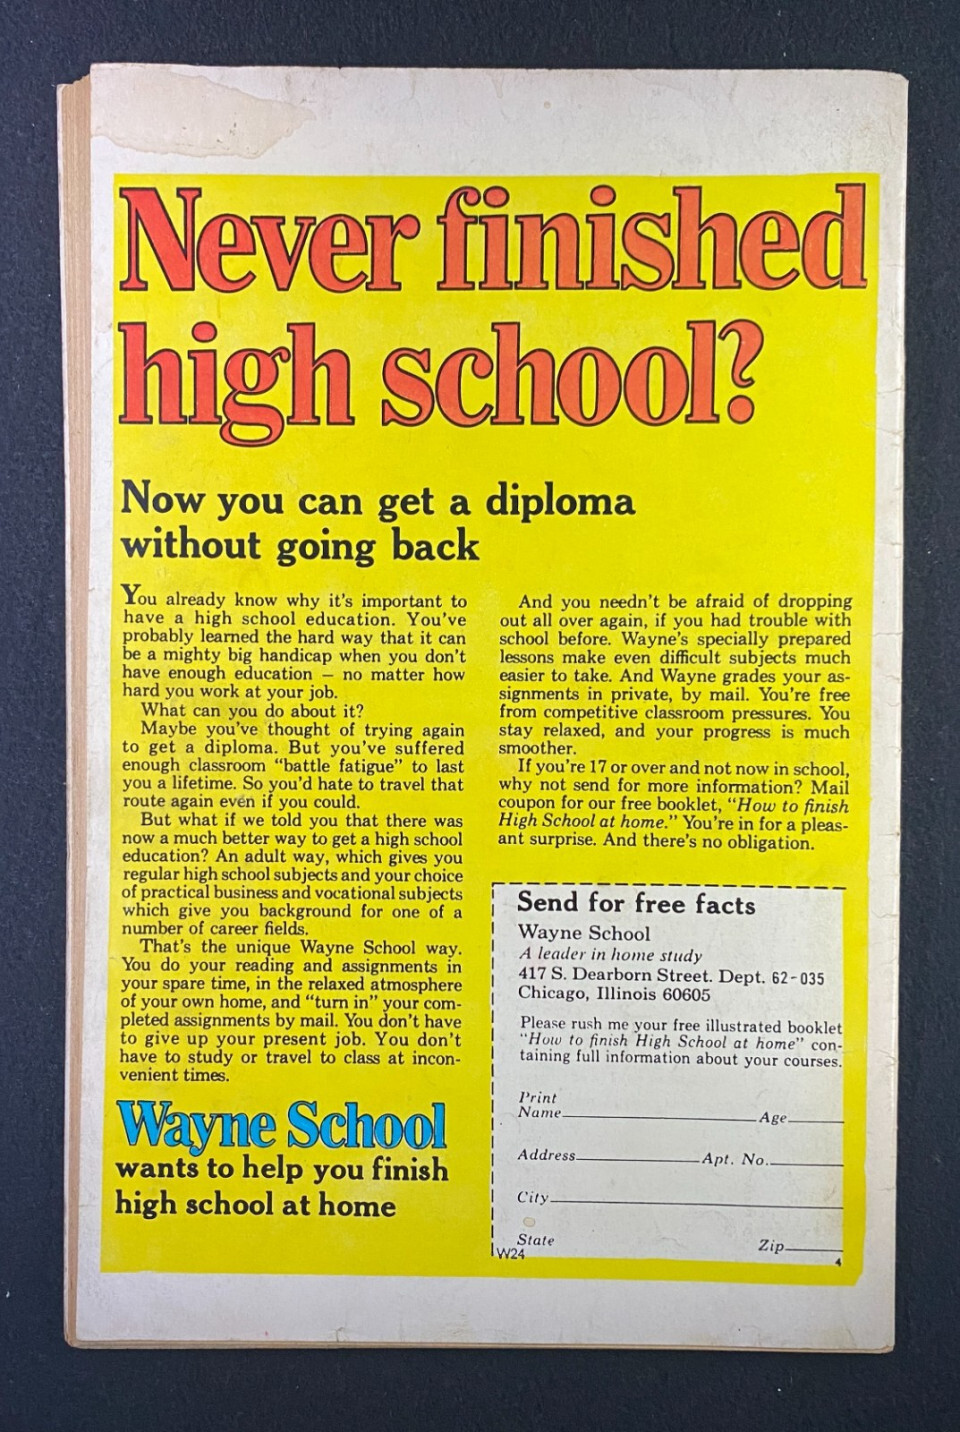 Never finished
high school?
Now you can get a diploma
without going back
You already know why it's important to
have a high school education. You've
probably learned the hard way that it can
be a mighty big handicap when you don't
have enough education – no matter how
hard you work at your job.
What can you do about it?
Maybe you've thought of trying again
to get a diploma. But you've suffered
enough classroom "battle fatigue" to last
you a lifetime. So you'd hate to travel that
route again even if you could.
But what if we told you that there was
now a much better way to get a high school
education? An adult way, which gives you
regular high school subjects and your choice
of practical business and vocational subjects
which give you background for one of a
number of career fields.
That's the unique Wayne School way.
You do your reading and assignments in
your spare time, in the relaxed atmosphere
of your own home, and "turn in" your com-
pleted assignments by mail. You don't have
to give up your present job. You don't
have to study or travel to class at incon-
venient times.
Wayne School
wants to help you finish
high school at home
And you needn't be afraid of dropping
out all over again, if you had trouble with
school before. Wayne's specially prepared
lessons make even difficult subjects much
easier to take. And Wayne grades your as-
signments in private, by mail. You're free
from competitive classroom pressures. You
stay relaxed, and your progress is much
smoother.
If you're 17 or over and not now in school,
why not send for more information? Mail
coupon for our free booklet, "How to finish
High School at home." You're in for a pleas-
ant surprise. And there's no obligation.
Send for free facts
Wayne School
A leader in home study
417 S. Dearborn Street. Dept. 62-035
Chicago, Illinois 60605
Please rush me your free illustrated booklet
"How to finish High School at home" con-
taining full information about your courses.
Print
Name Age
Address Apt. No.
City
State Zip
W24 4